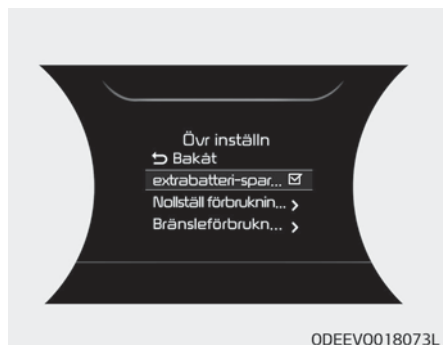 Övr inställn
Bakåt
extrabatteri-spar...
Nollställ förbruknin...
Bränsleförbrukn...
ODEEV0018073L